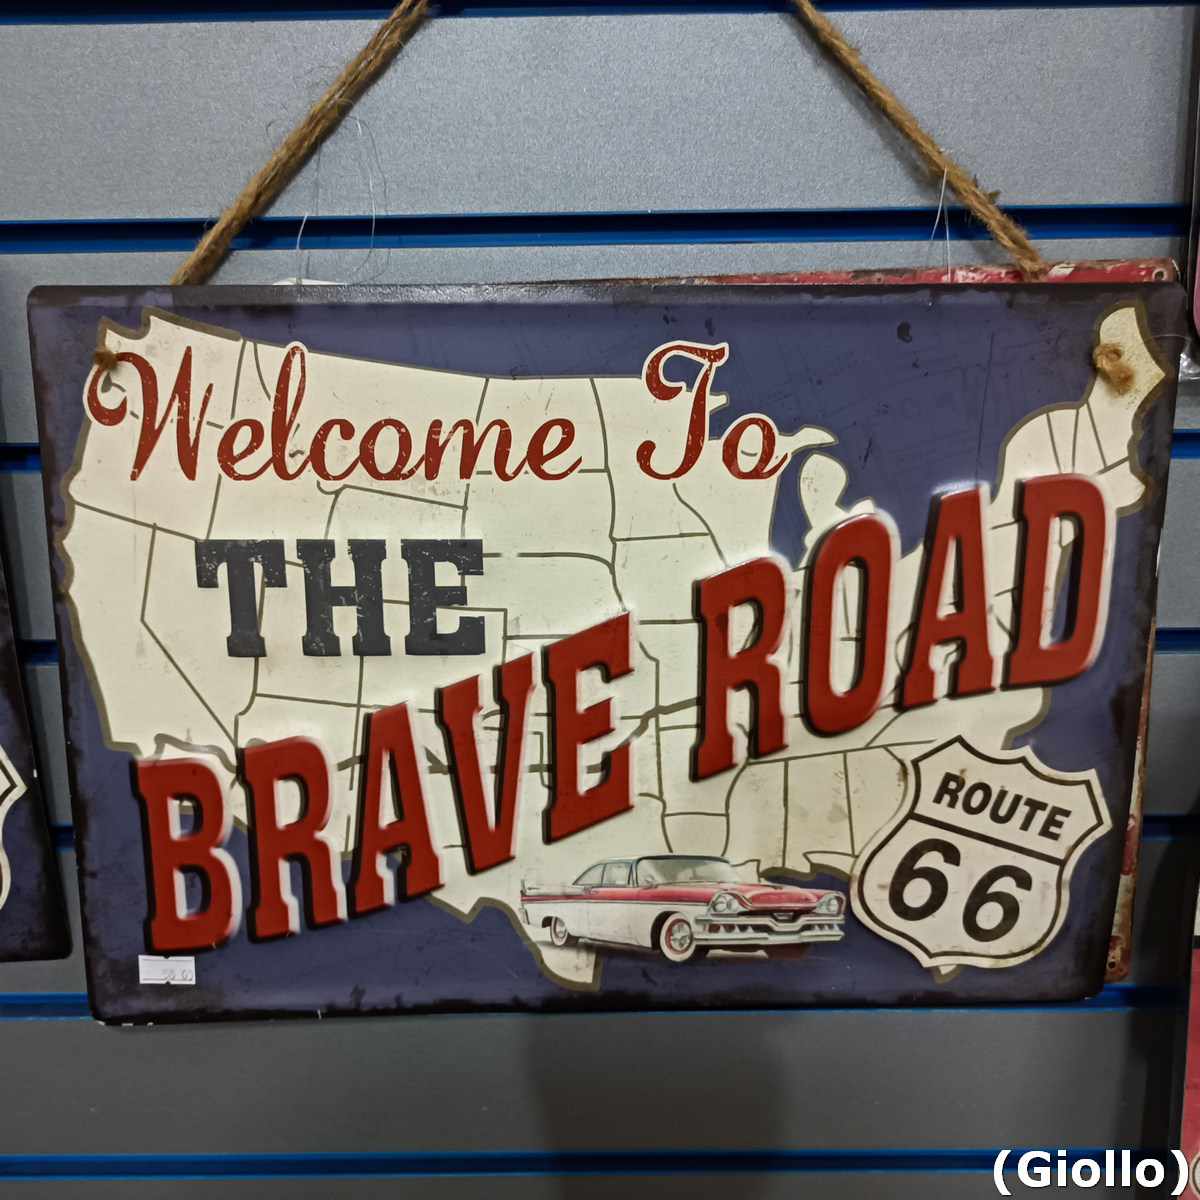 Welcome To
THE
BRAVE ROAD
ROUTE
66
(Giollo)